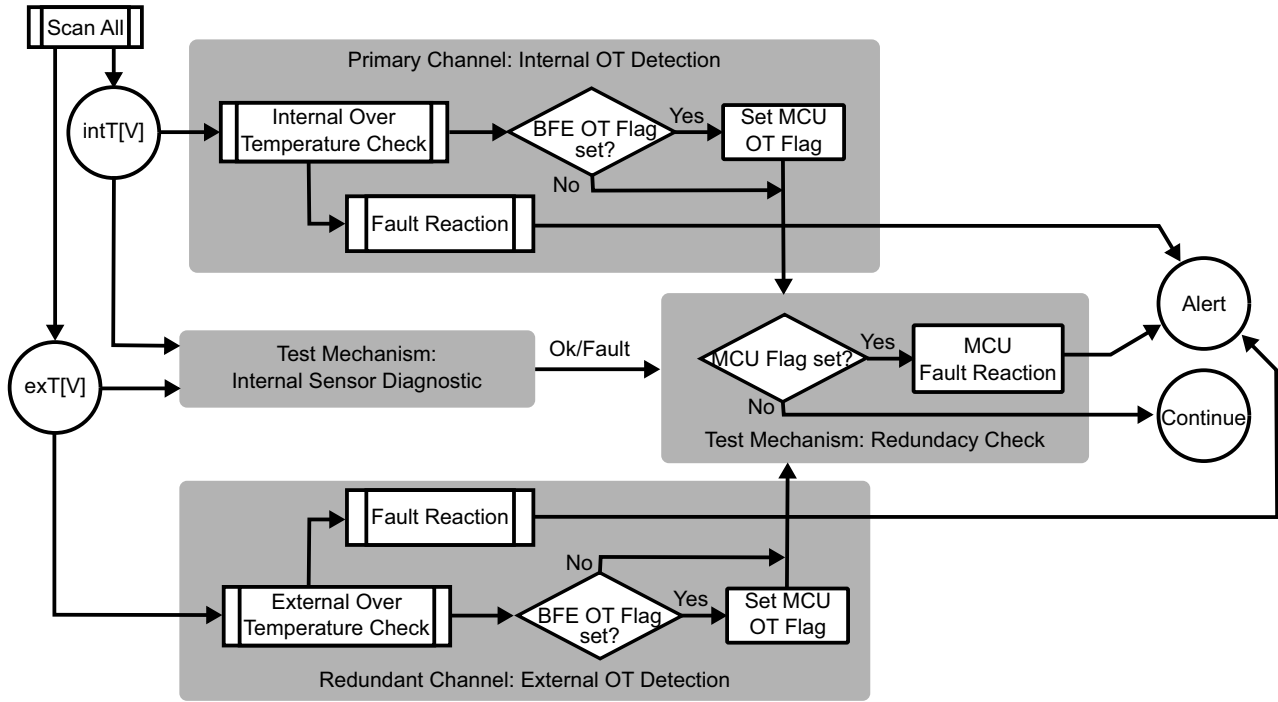 Scan All
Primary Channel: Internal OT Detection
intT[V]
Internal Over
Temperature Check
BFE OT Flag
set?
Yes
Set MCU
OT Flag
No
Fault Reaction
Alert
Test Mechanism:
Internal Sensor Diagnostic
Ok/Fault
MCU Flag set?
Yes
MCU
Fault Reaction
exT[V]
No
Continue
Test Mechanism: Redundacy Check
Fault Reaction
No
External Over
Temperature Check
BFE OT Flag
set?
Yes
Set MCU
OT Flag
Redundant Channel: External OT Detection